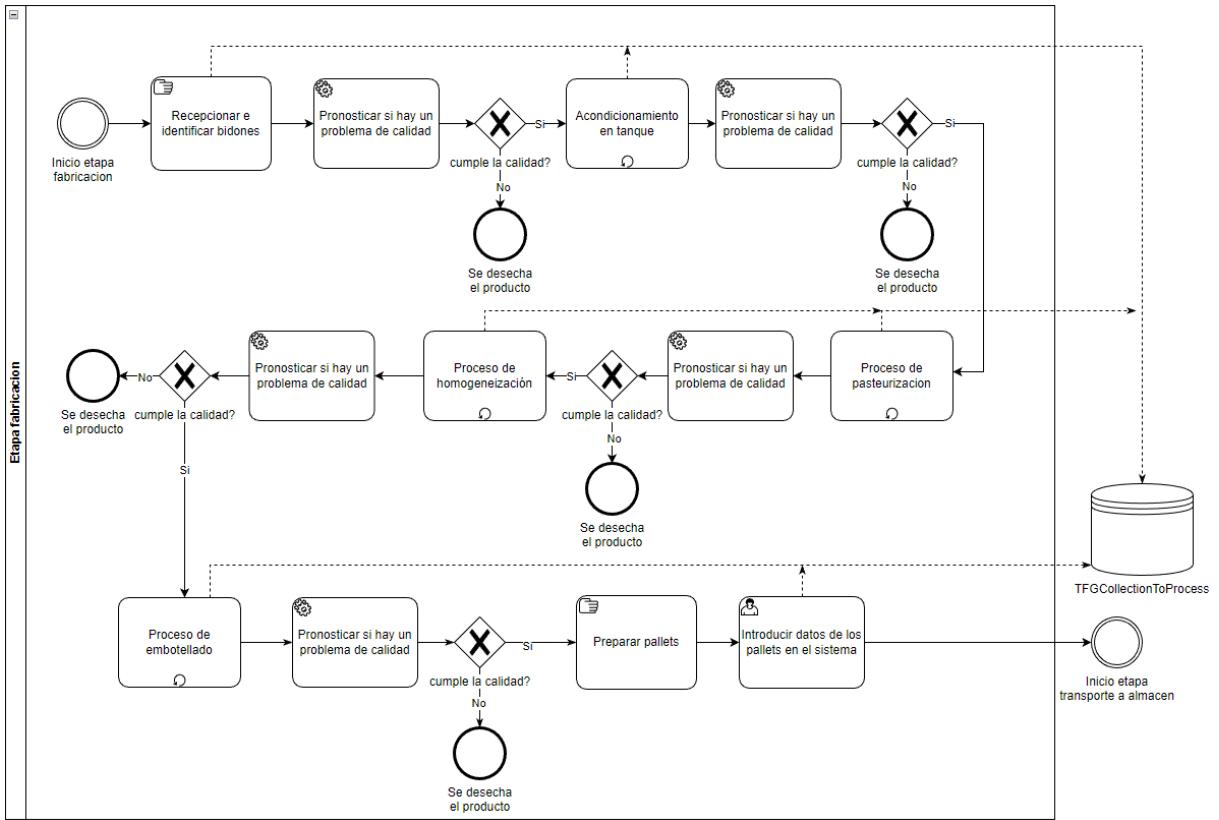 Etapa fabricacion
Inicio etapa
fabricacion
Recepcionar e
identificar bidones
Pronosticar si hay un
problema de calidad
cumple la calidad?
Si
No
Se desecha
el producto
Acondicionamiento
en tanque
Pronosticar si hay un
problema de calidad
cumple la calidad?
Si
No
Se desecha
el producto
Proceso de
pasteurizacion
Pronosticar si hay un
problema de calidad
cumple la calidad?
Si
No
Se desecha
el producto
Proceso de
homogeneización
Pronosticar si hay un
problema de calidad
cumple la calidad?
No
Se desecha
el producto
Si
Proceso de
embotellado
Pronosticar si hay un
problema de calidad
cumple la calidad?
Si
No
Se desecha
el producto
Preparar pallets
Introducir datos de los
pallets en el sistema
TFGCollectionToProcess
Inicio etapa
transporte a almacen